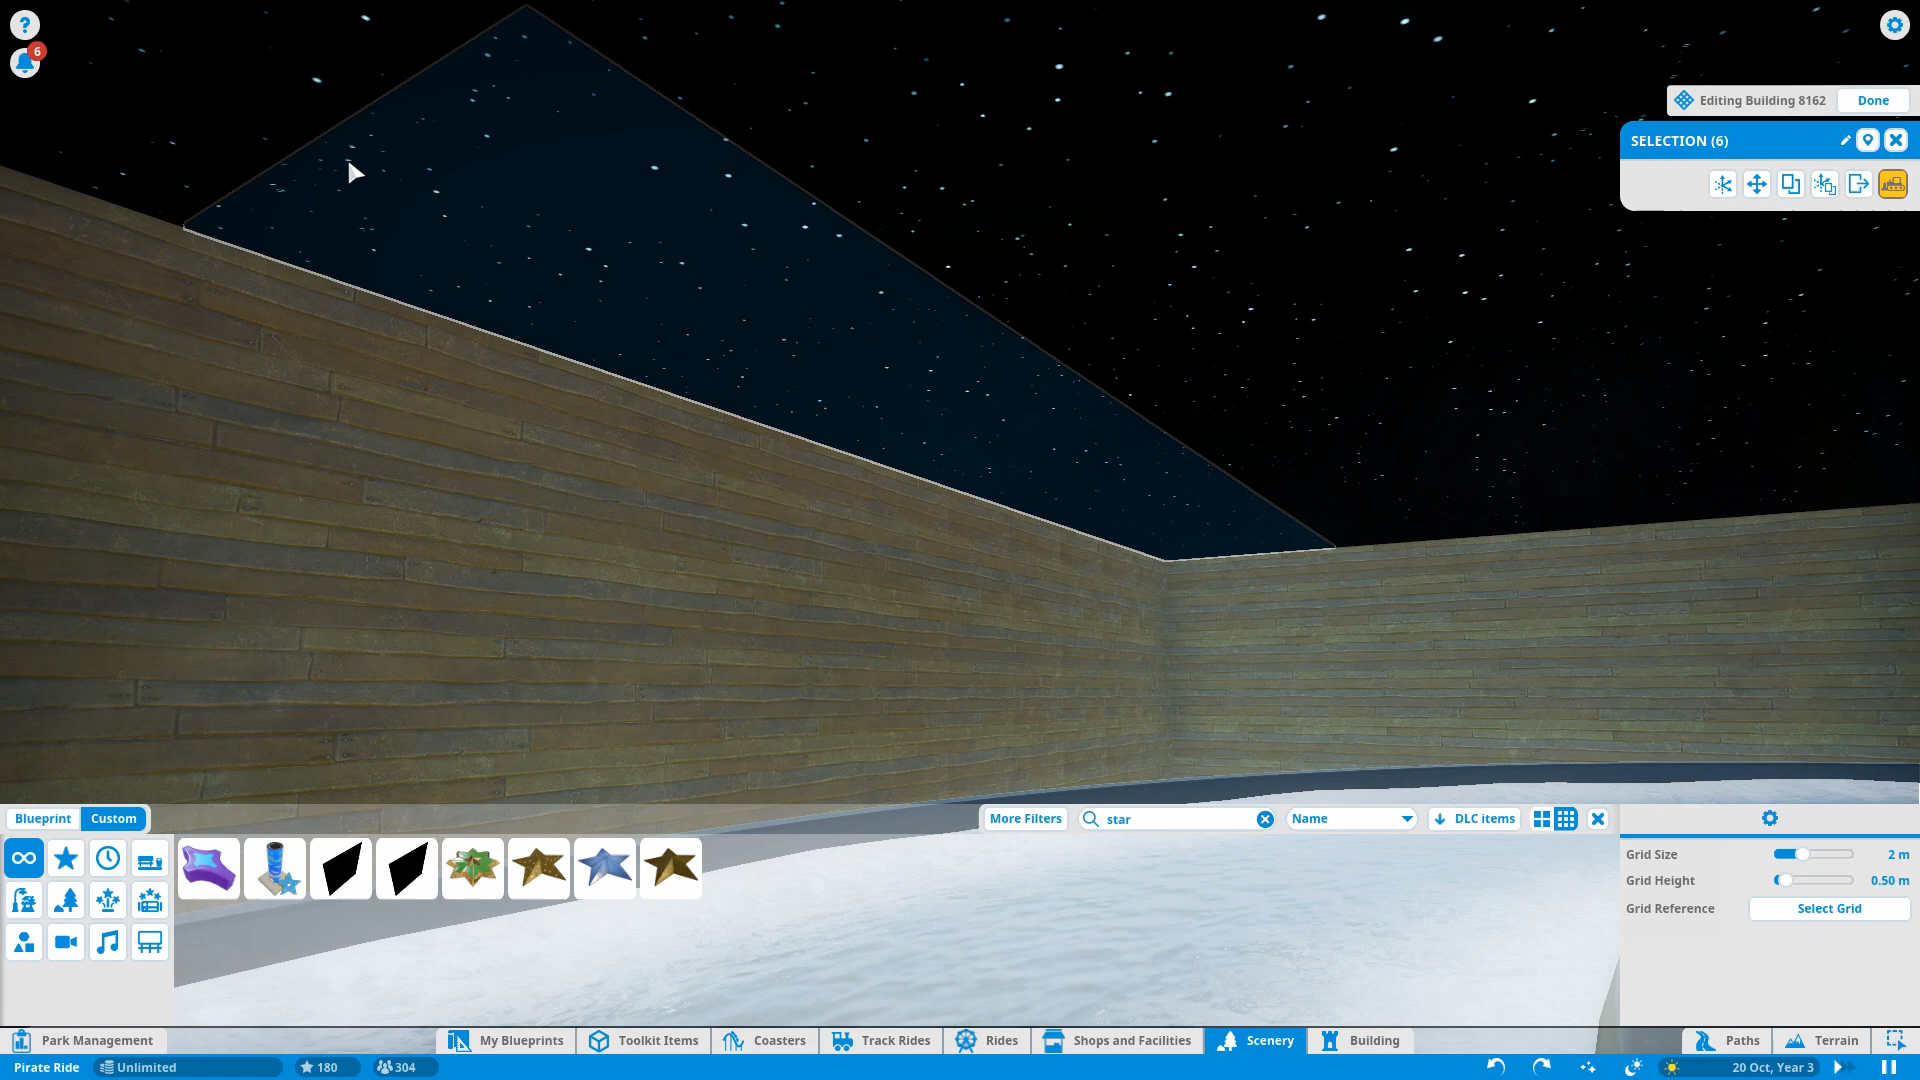 ?
6
Editing Building 8162
Done
SELECTION (6)
Blueprint
Custom
More Filters
star
Name
DLC items
Grid Size
2 m
Grid Height
0.50 m
Grid Reference
Select Grid
Park Management
My Blueprints
Toolkit Items
Coasters
Track Rides
Rides
Shops and Facilities
Scenery
Building
Paths
Terrain
Pirate Ride
Unlimited
180
304
20 Oct, Year 3